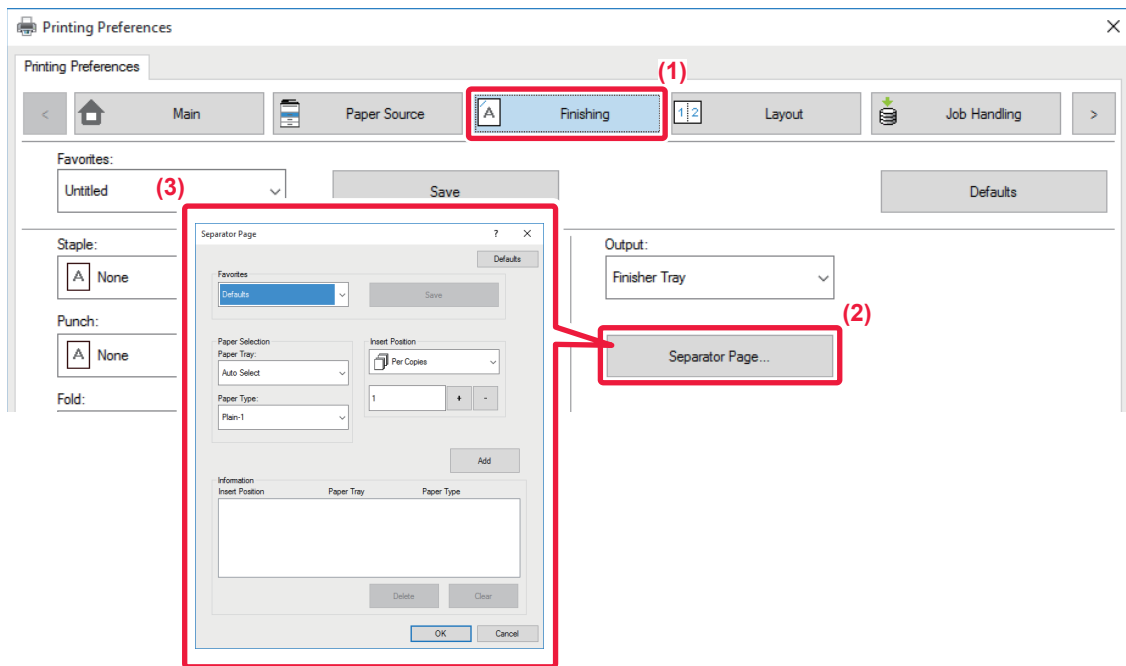 Printing Preferences
Printing Preferences
(1)
< Main Paper Source A Finishing 1 2 Layout Job Handling >
Favorites:
Untitled Save Defaults
(3)
Staple:
A None
Punch:
A None
Fold:
Separator Page ?
Defaults
Favorites
Defaults Save
Paper Selection
Paper Tray:
Auto Select
Paper Type:
Plain-1
Insert Position
Per Copies
1 + -
Add
Information
Insert Position Paper Tray Paper Type
Delete Clear
OK Cancel
Output:
Finisher Tray
(2)
Separator Page...